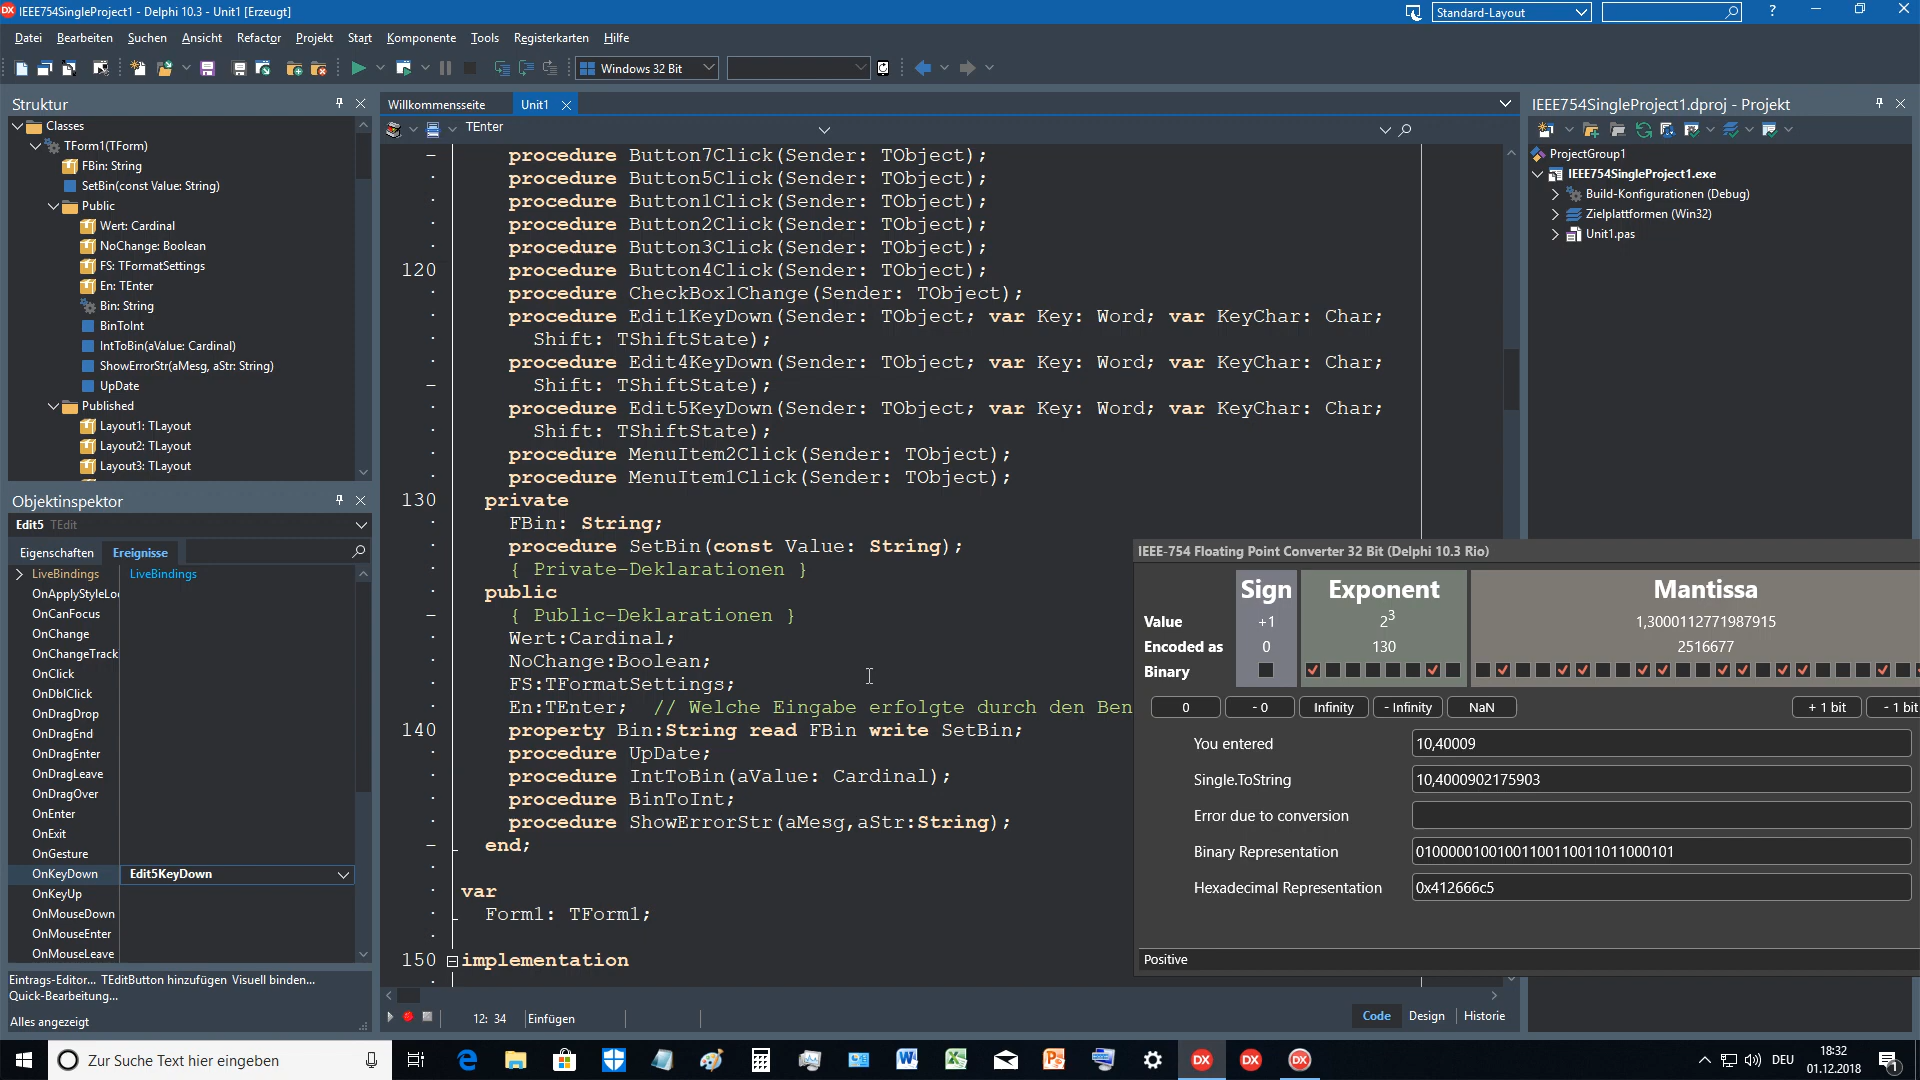 IEEE754SingleProject1 - Delphi 10.3 - Unit1 [Erzeugt]
Standard-Layout
Datei Bearbeiten Suchen Ansicht Refactor Projekt Start Komponente Tools Registerkarten Hilfe
Windows 32 Bit
Struktur
Classes
TForm1(TForm)
FBin: String
SetBin(const Value: String)
Public
Wert: Cardinal
NoChange: Boolean
FS: TFormatSettings
En: TEnter
Bin: String
BinToInt
IntToBin(aValue: Cardinal)
ShowErrorStr(aMesg, aStr: String)
UpDate
Published
Layout1: TLayout
Layout2: TLayout
Layout3: TLayout
Objektinspektor
Edit5 TEdit
Eigenschaften Ereignisse
LiveBindings LiveBindings
OnApplyStyleLo
OnCanFocus
OnChange
OnChangeTrack
OnClick
OnDblClick
OnDragDrop
OnDragEnd
OnDragEnter
OnDragLeave
OnDragOver
OnEnter
OnExit
OnGesture
OnKeyDown Edit5KeyDown
OnKeyUp
OnMouseDown
OnMouseEnter
OnMouseLeave
Eintrags-Editor... TEditButton hinzufügen Visuell binden...
Quick-Bearbeitung...
Alles angezeigt
Willkommensseite Unit1
TEnter
procedure Button7Click(Sender: TObject);
procedure Button5Click(Sender: TObject);
procedure Button1Click(Sender: TObject);
procedure Button2Click(Sender: TObject);
procedure Button3Click(Sender: TObject);
120 procedure Button4Click(Sender: TObject);
procedure CheckBox1Change(Sender: TObject);
procedure Edit1KeyDown(Sender: TObject; var Key: Word; var KeyChar: Char;
Shift: TShiftState);
procedure Edit4KeyDown(Sender: TObject; var Key: Word; var KeyChar: Char;
Shift: TShiftState);
procedure Edit5KeyDown(Sender: TObject; var Key: Word; var KeyChar: Char;
Shift: TShiftState);
procedure MenuItem2Click(Sender: TObject);
procedure MenuItem1Click(Sender: TObject);
130 private
FBin: String;
procedure SetBin(const Value: String);
{ Private-Deklarationen }
public
{ Public-Deklarationen }
Wert:Cardinal;
NoChange:Boolean;
FS:TFormatSettings;
En:TEnter; // Welche Eingabe erfolgte durch den Ben
140 property Bin:String read FBin write SetBin;
procedure UpDate;
procedure IntToBin(aValue: Cardinal);
procedure BinToInt;
procedure ShowErrorStr(aMesg,aStr:String);
end;
var
Form1: TForm1;
150 implementation
12: 34 Einfügen
Code Design Historie
IEEE754SingleProject1.dproj - Projekt
ProjectGroup1
IEEE754SingleProject1.exe
Build-Konfigurationen (Debug)
Zielplattformen (Win32)
Unit1.pas
IEEE-754 Floating Point Converter 32 Bit (Delphi 10.3 Rio)
Sign Exponent Mantissa
Value +1 2³ 1,3000112771987915
Encoded as 0 130 2516677
Binary
0 - 0 Infinity - Infinity NaN + 1 bit - 1 bit
You entered 10,40009
Single.ToString 10,4000902175903
Error due to conversion
Binary Representation 01000001001001100110011011000101
Hexadecimal Representation 0x412666c5
Positive
Zur Suche Text hier eingeben
DEU
18:32
01.12.2018